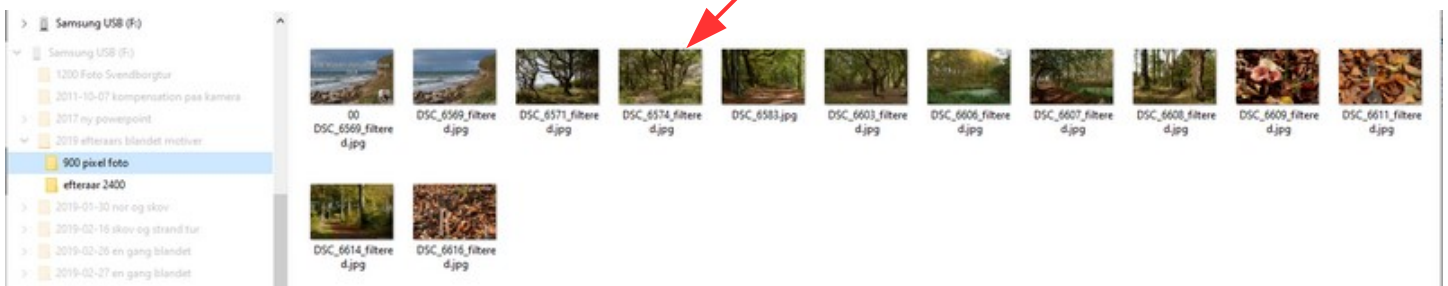 Samsung USB (F:)
Samsung USB (F:)
1200 Foto Svendborgtur
2011-10-07 kompensation paa kamera
2017 ny powerpoint
2019 efteraars blandet motiver
900 pixel foto
efteraar 2400
2019-01-30 nor og skov
2019-02-16 skov og strand tur
2019-02-26 en gang blandet
2019-02-27 en gang blandet
00
DSC_6569_filtere
d.jpg
DSC_6569_filtere
d.jpg
DSC_6571_filtere
d.jpg
DSC_6574_filtere
d.jpg
DSC_6583.jpg
DSC_6603_filtere
d.jpg
DSC_6606_filtere
d.jpg
DSC_6607_filtere
d.jpg
DSC_6608_filtere
d.jpg
DSC_6609_filtere
d.jpg
DSC_6611_filtere
d.jpg
DSC_6614_filtere
d.jpg
DSC_6616_filtere
d.jpg